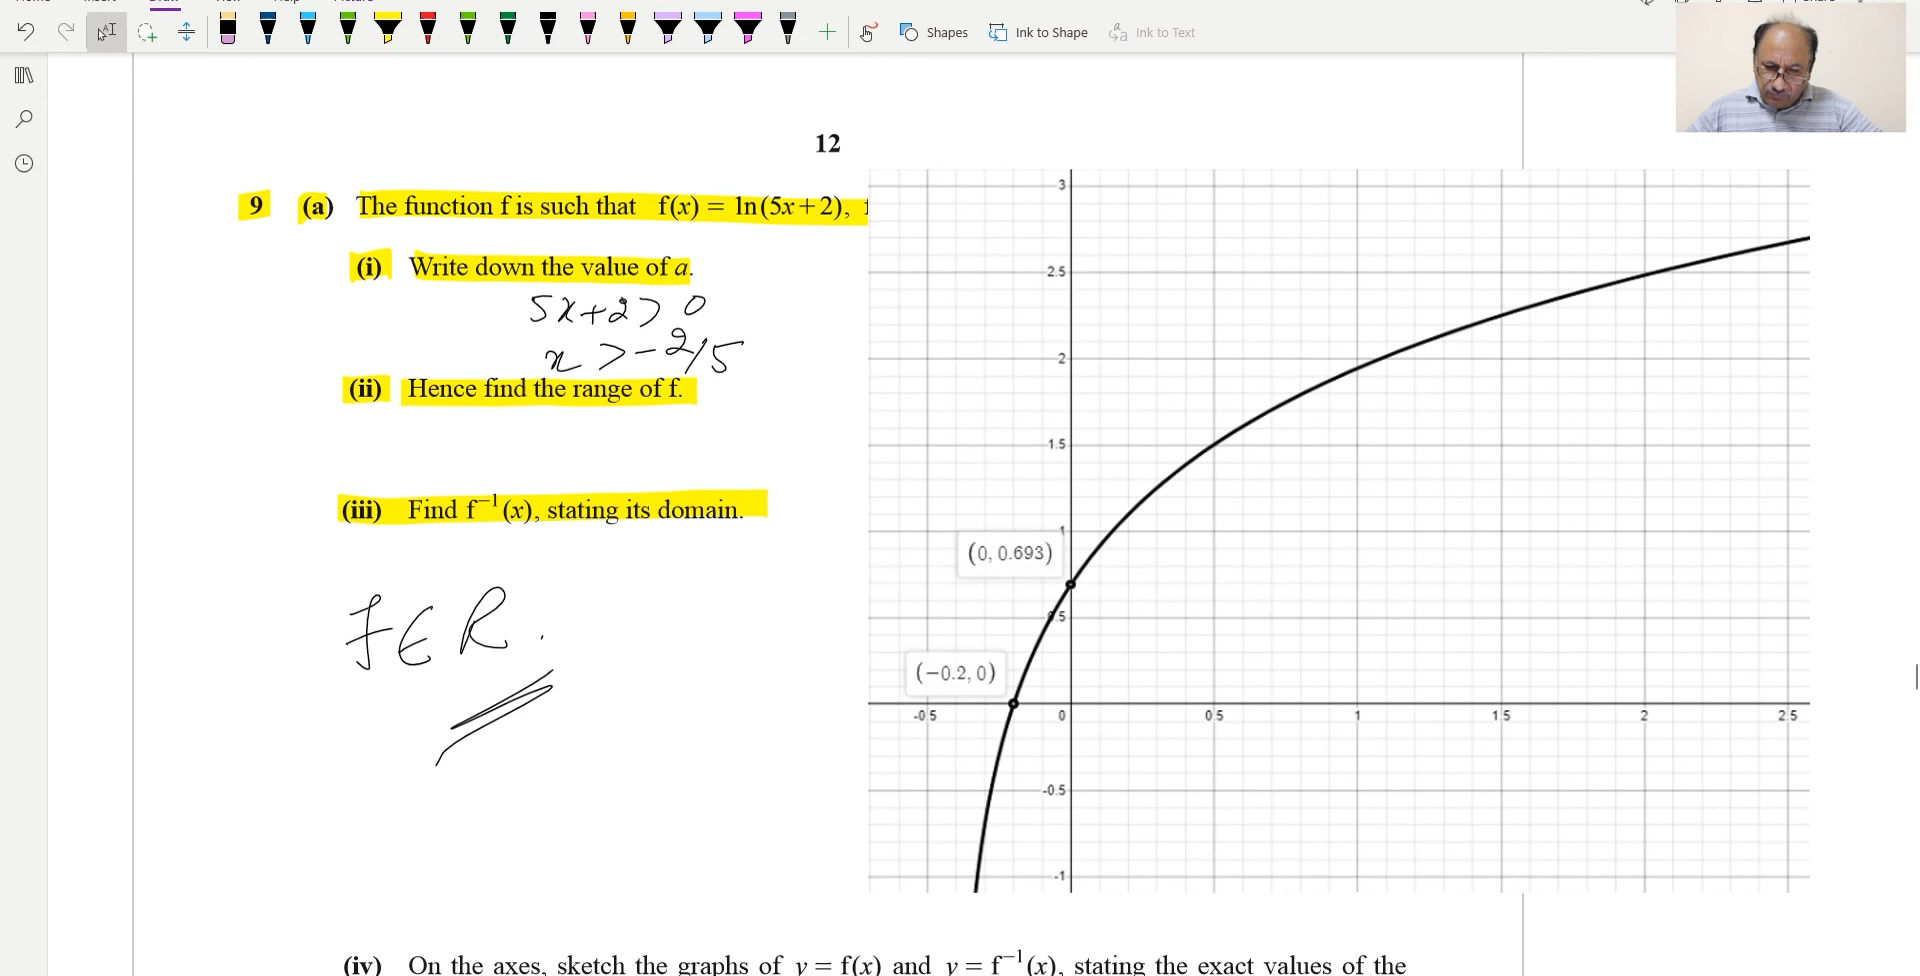 Shapes Ink to Shape Ink to Text
12
9 (a) The function f is such that f(x) = ln(5x+2),
(i) Write down the value of a.
5x+2 > 0
x > -2/5
(ii) Hence find the range of f.
(iii) Find f⁻¹(x), stating its domain.
f ∈ R.
3
2.5
2
1.5
1
(0, 0.693)
(−0.2, 0)
-0.5 0 0.5 1 1.5 2 2.5
-0.5
-1
(iv) On the axes, sketch the graphs of y = f(x) and y = f⁻¹(x), stating the exact values of the